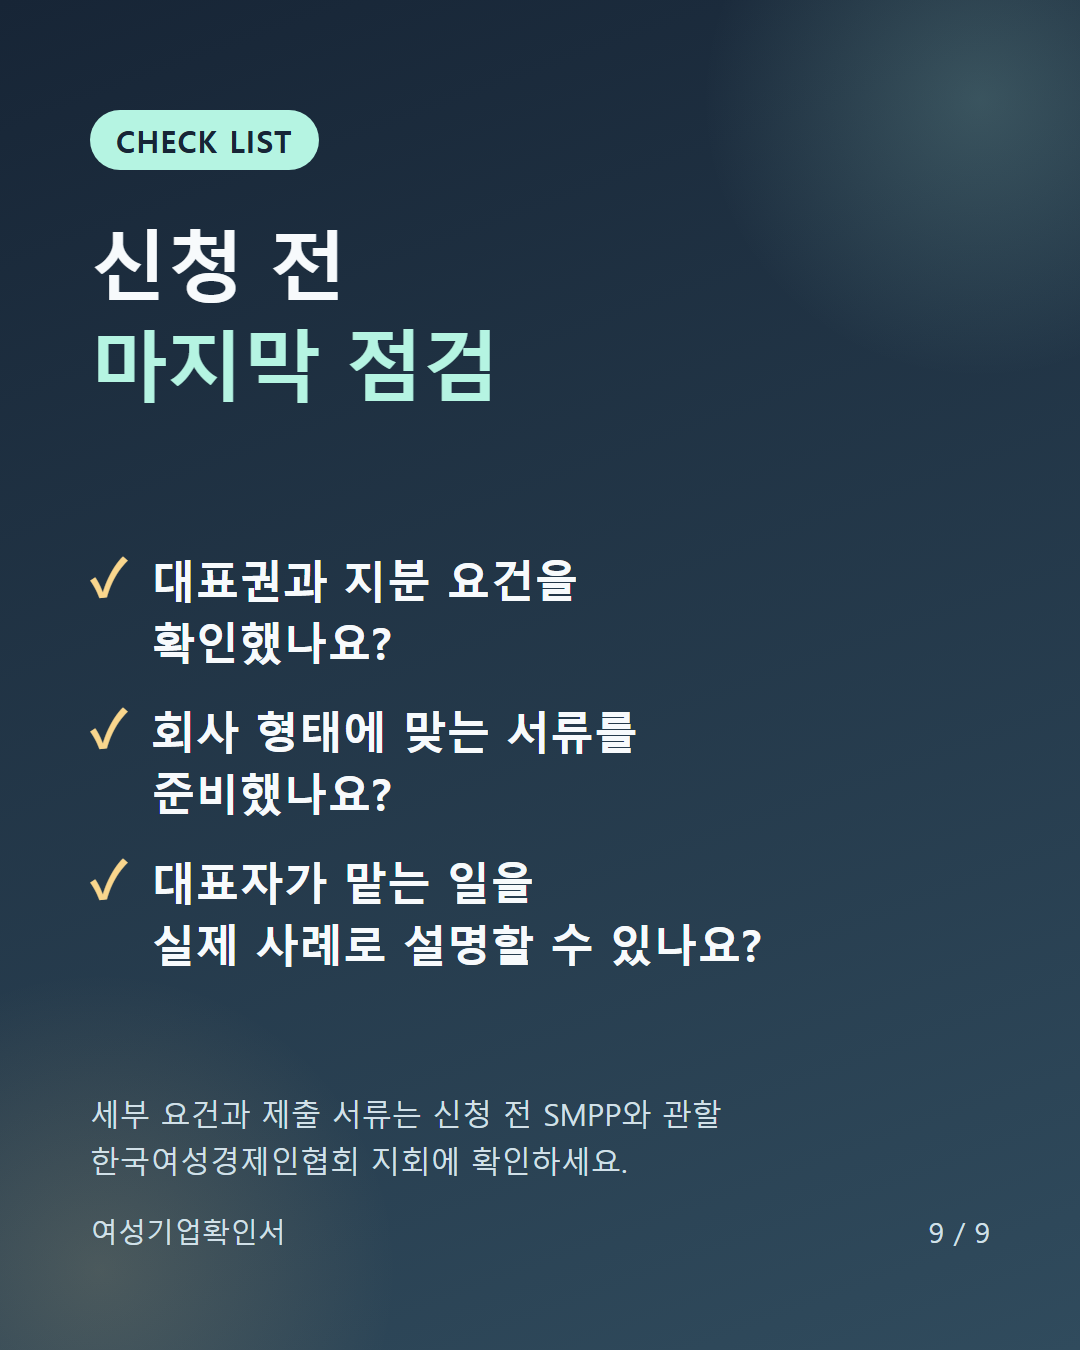 CHECK LIST
신청 전
마지막 점검
✓ 대표권과 지분 요건을
확인했나요?
✓ 회사 형태에 맞는 서류를
준비했나요?
✓ 대표자가 맡는 일을
실제 사례로 설명할 수 있나요?
세부 요건과 제출 서류는 신청 전 SMPP와 관할
한국여성경제인협회 지회에 확인하세요.
여성기업확인서
9 / 9